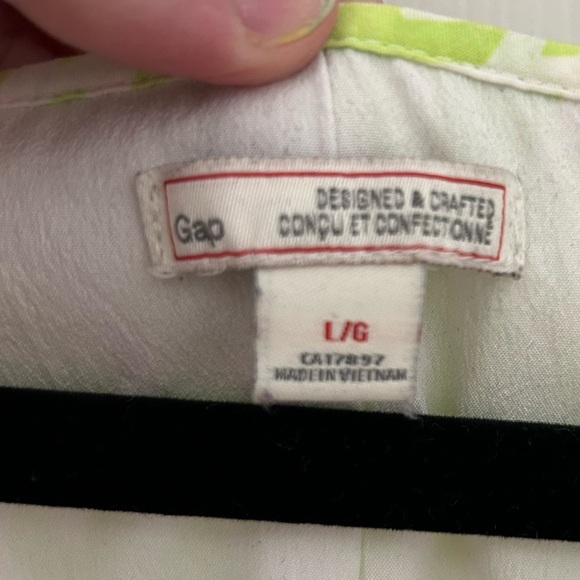 Gap
DESIGNED & CRAFTED
CONÇU ET CONFECTIONNÉ
L/G
CA17897
MADE IN VIETNAM